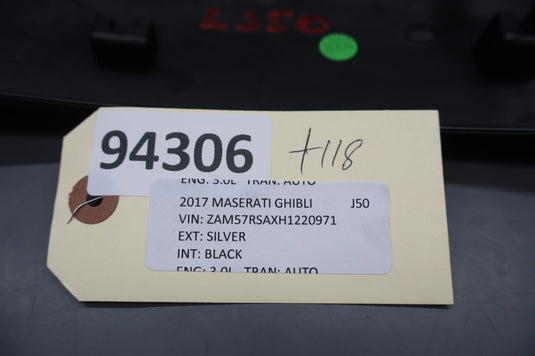 2350
94306
+118
ENG: 3.0L TRAN: AUTO
2017 MASERATI GHIBLI J50
VIN: ZAM57RSAXH1220971
EXT: SILVER
INT: BLACK
ENG: 3.0L TRAN: AUTO